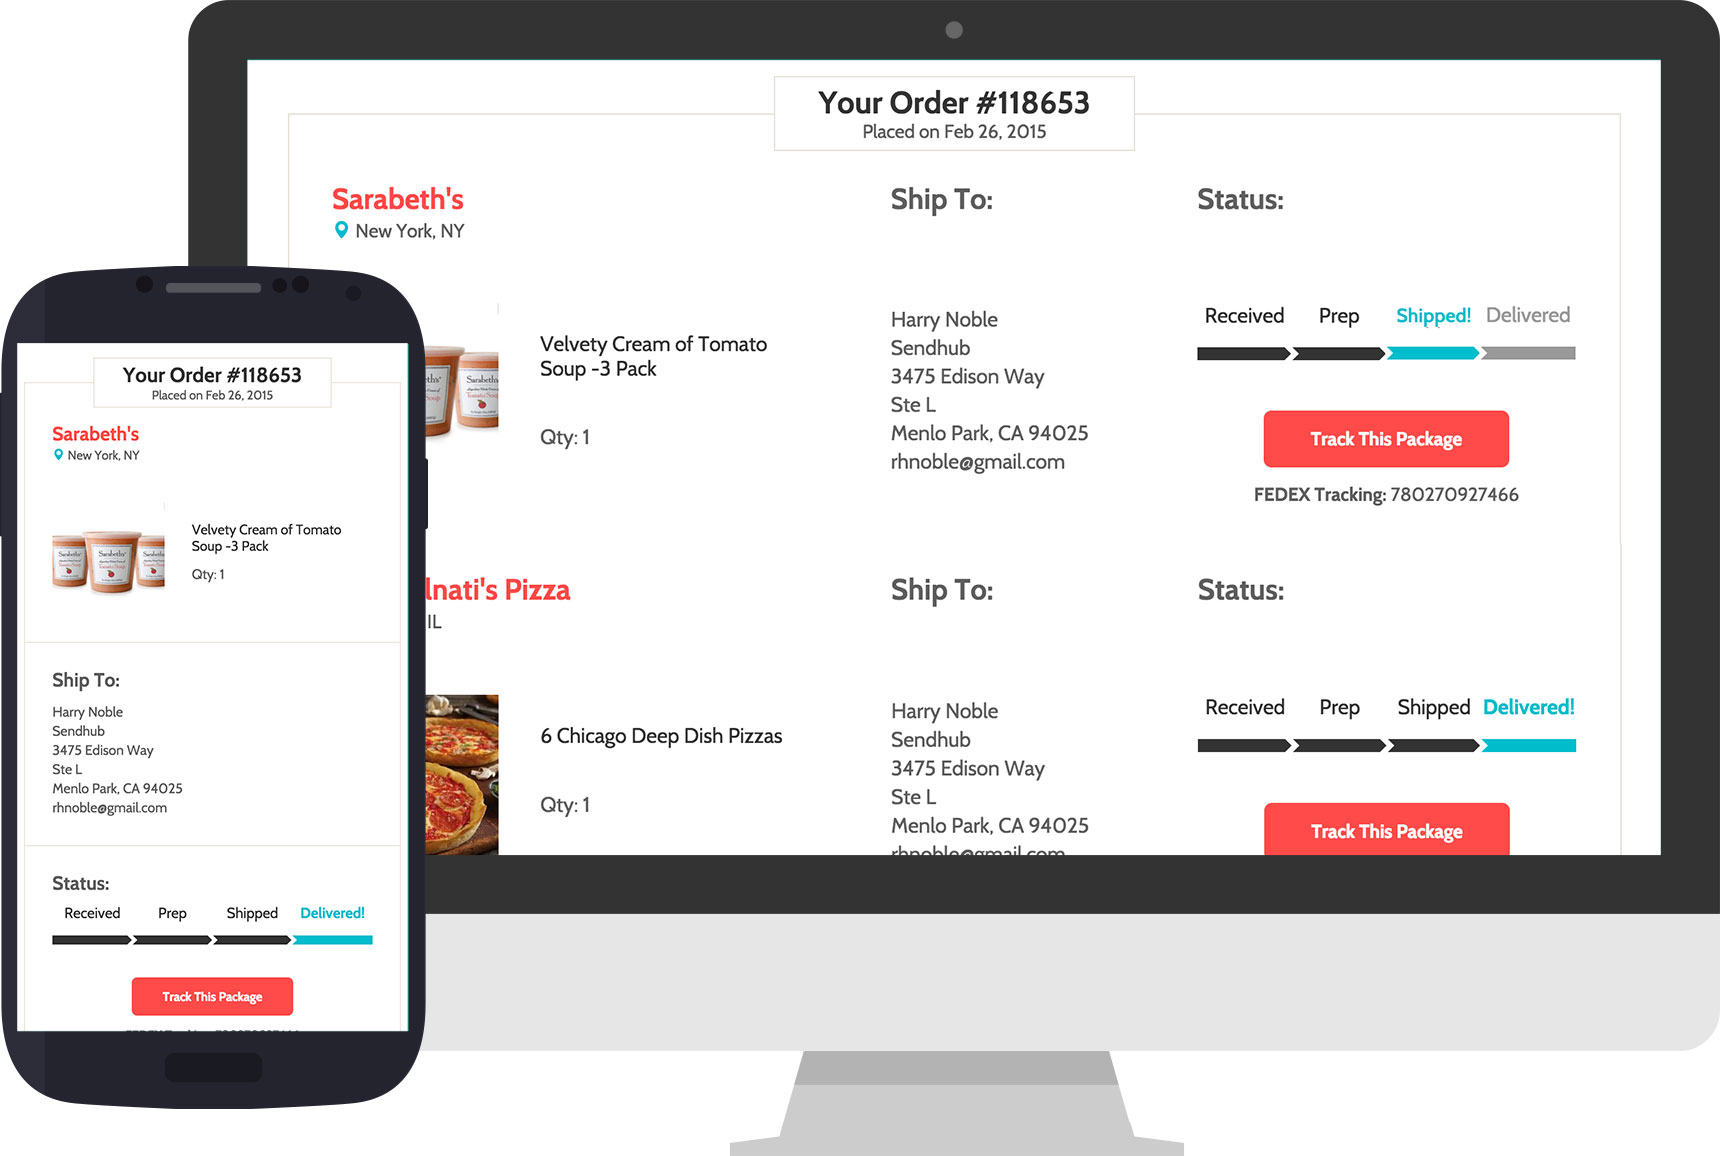 Your Order #118653
Placed on Feb 26, 2015
Sarabeth's
New York, NY
Ship To:
Status:
Velvety Cream of Tomato
Soup -3 Pack
Qty: 1
Harry Noble
Sendhub
3475 Edison Way
Ste L
Menlo Park, CA 94025
rhnoble@gmail.com
Received Prep Shipped! Delivered
Track This Package
FEDEX Tracking: 780270927466
lnati's Pizza
IL
Ship To:
Status:
6 Chicago Deep Dish Pizzas
Qty: 1
Harry Noble
Sendhub
3475 Edison Way
Ste L
Menlo Park, CA 94025
rhnoble@gmail.com
Received Prep Shipped Delivered!
Track This Package
Your Order #118653
Placed on Feb 26, 2015
Sarabeth's
New York, NY
Sarabeth's
Velvety Cream of Tomato
Soup -3 Pack
Qty: 1
Ship To:
Harry Noble
Sendhub
3475 Edison Way
Ste L
Menlo Park, CA 94025
rhnoble@gmail.com
Status:
Received Prep Shipped Delivered!
Track This Package